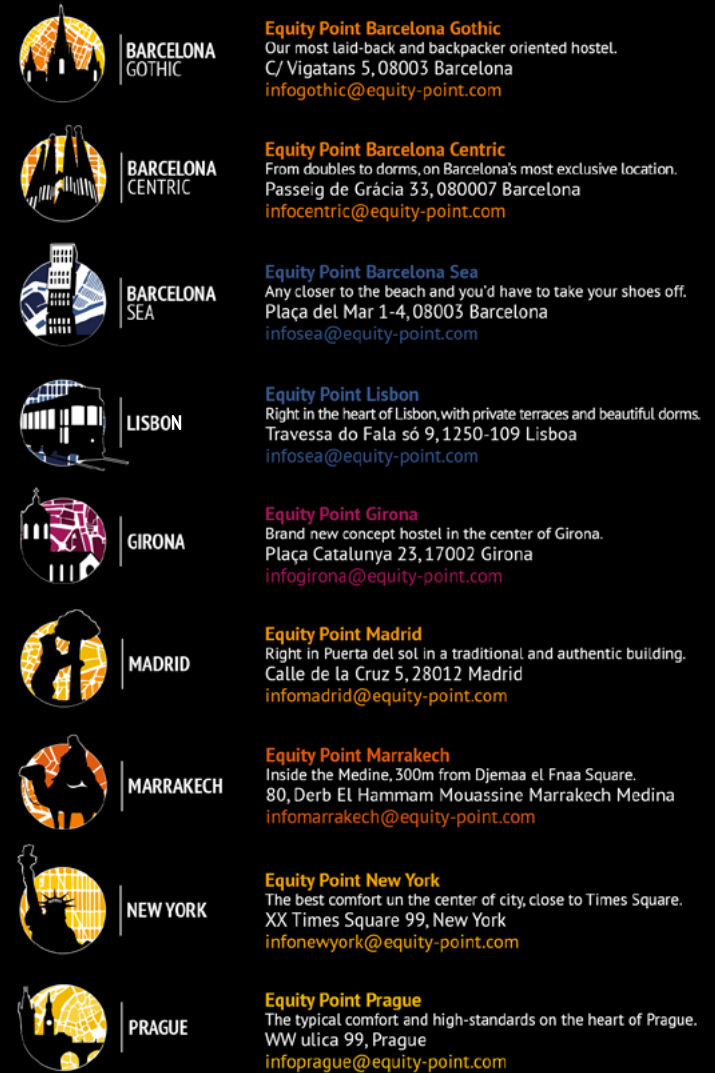 BARCELONA
GOTHIC
Equity Point Barcelona Gothic
Our most laid-back and backpacker oriented hostel.
C/ Vigatans 5, 08003 Barcelona
infogothic@equity-point.com
BARCELONA
CENTRIC
Equity Point Barcelona Centric
From doubles to dorms, on Barcelona's most exclusive location.
Passeig de Grácia 33, 080007 Barcelona
infocentric@equity-point.com
BARCELONA
SEA
Equity Point Barcelona Sea
Any closer to the beach and you'd have to take your shoes off.
Plaça del Mar 1-4, 08003 Barcelona
infosea@equity-point.com
LISBON
Equity Point Lisbon
Right in the heart of Lisbon, with private terraces and beautiful dorms.
Travessa do Fala só 9, 1250-109 Lisboa
infosea@equity-point.com
GIRONA
Equity Point Girona
Brand new concept hostel in the center of Girona.
Plaça Catalunya 23, 17002 Girona
infogirona@equity-point.com
MADRID
Equity Point Madrid
Right in Puerta del sol in a traditional and authentic building.
Calle de la Cruz 5, 28012 Madrid
infomadrid@equity-point.com
MARRAKECH
Equity Point Marrakech
Inside the Medine, 300m from Djemaa el Fnaa Square.
80, Derb El Hammam Mouassine Marrakech Medina
infomarrakech@equity-point.com
NEW YORK
Equity Point New York
The best comfort un the center of city, close to Times Square.
XX Times Square 99, New York
infonewyork@equity-point.com
PRAGUE
Equity Point Prague
The typical comfort and high-standards on the heart of Prague.
WW ulica 99, Prague
infoprague@equity-point.com